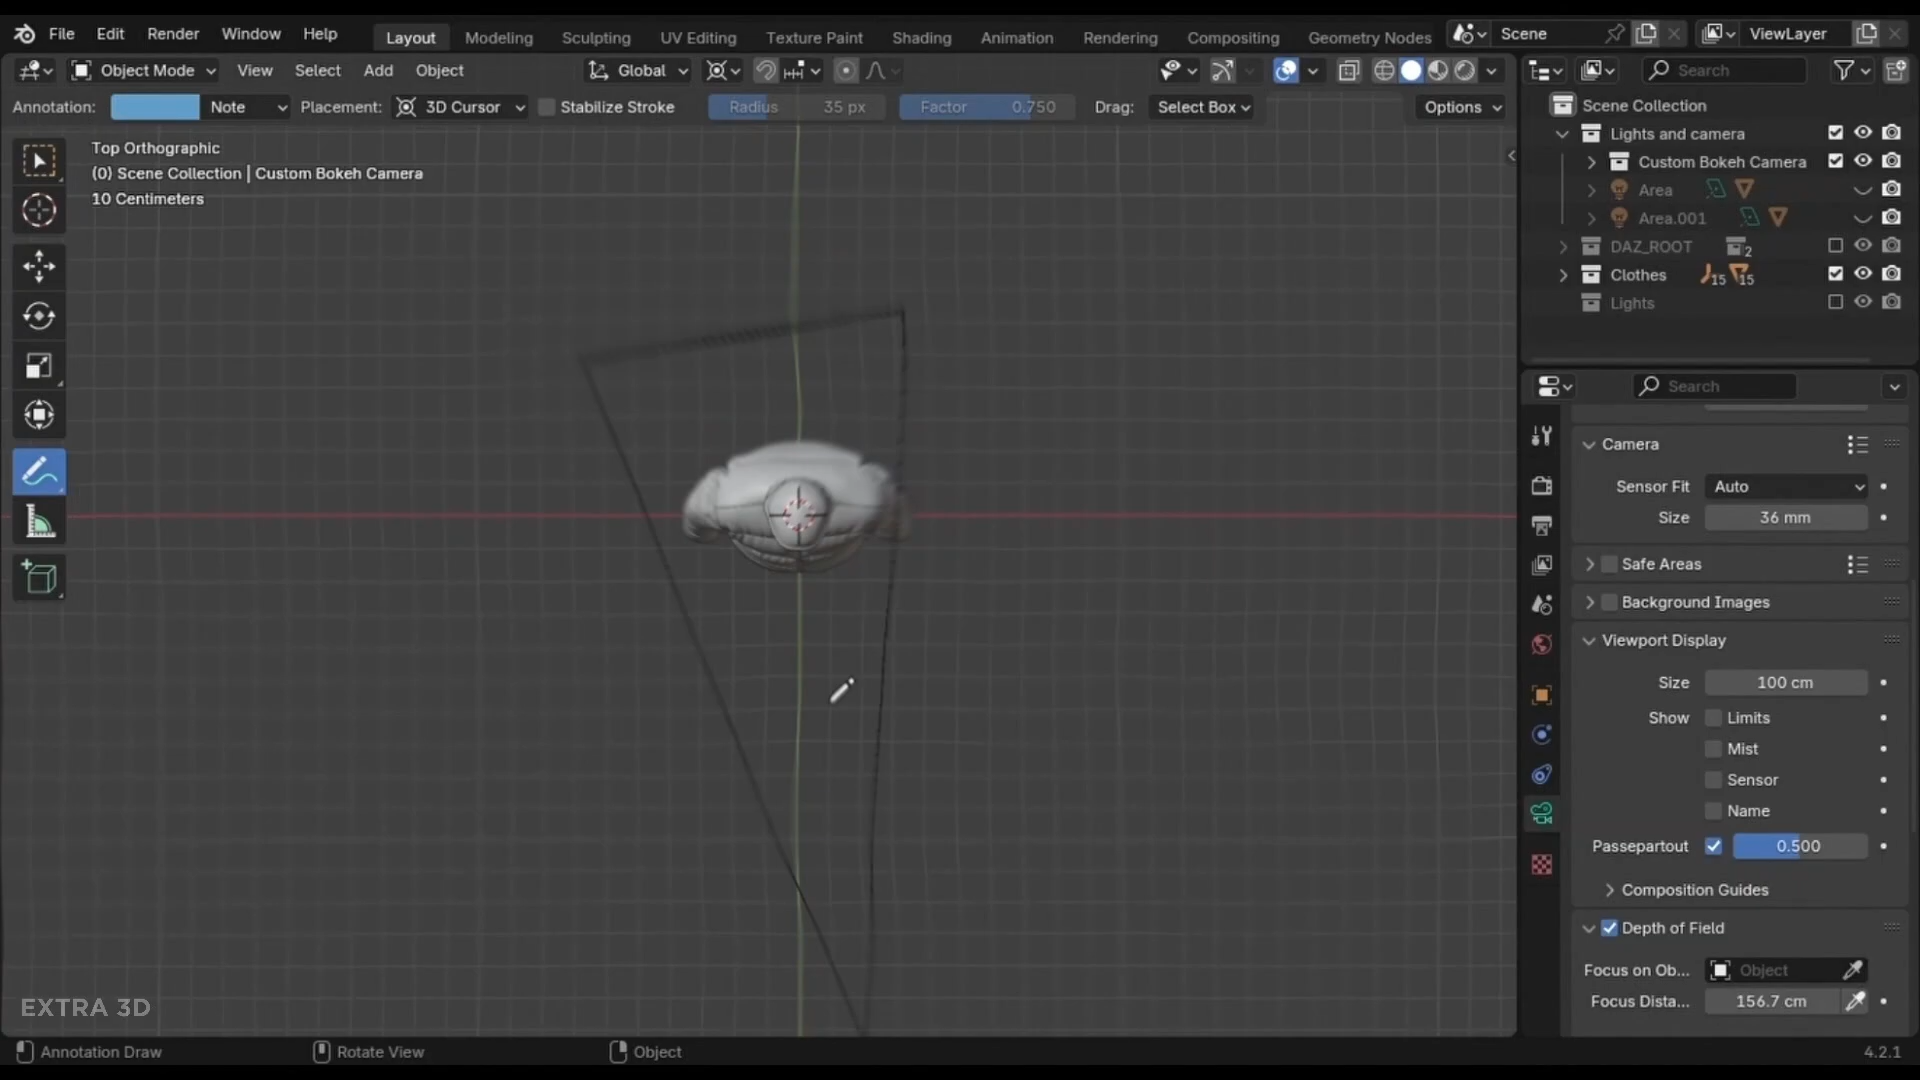 File Edit Render Window Help Layout Modeling Sculpting UV Editing Texture Paint Shading Animation Rendering Compositing Geometry Nodes Scene ViewLayer
Object Mode View Select Add Object Global Search
Annotation: Note Placement: 3D Cursor Stabilize Stroke Radius 35 px Factor 0.750 Drag: Select Box Options
Scene Collection
Lights and camera
Custom Bokeh Camera
Area
Area.001
DAZ_ROOT 2
Clothes 15 15
Lights
Top Orthographic
(0) Scene Collection | Custom Bokeh Camera
10 Centimeters
Search
Camera
Sensor Fit Auto
Size 36 mm
Safe Areas
Background Images
Viewport Display
Size 100 cm
Show Limits
Mist
Sensor
Name
Passepartout 0.500
Composition Guides
Depth of Field
Focus on Ob... Object
Focus Dista... 156.7 cm
EXTRA 3D
Annotation Draw Rotate View Object 4.2.1